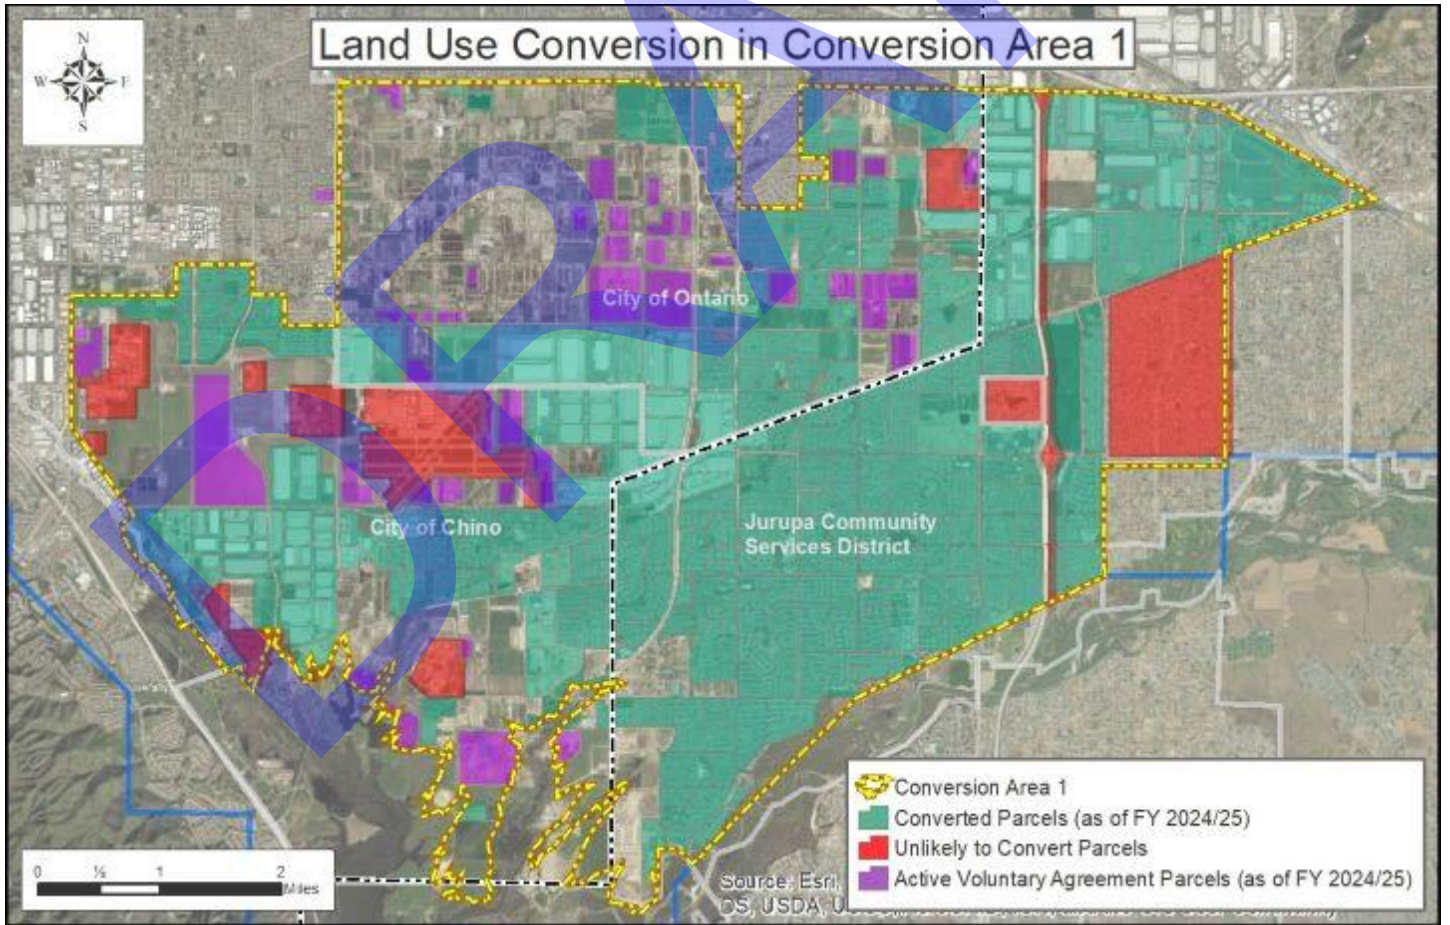 Land Use Conversion in Conversion Area 1
N
W E
S
City of Ontario
City of Chino
Jurupa Community
Services District
Conversion Area 1
Converted Parcels (as of FY 2024/25)
Unlikely to Convert Parcels
Active Voluntary Agreement Parcels (as of FY 2024/25)
0 ½ 1 2
Miles
Source: Esri,
DS, USDA,
DRA